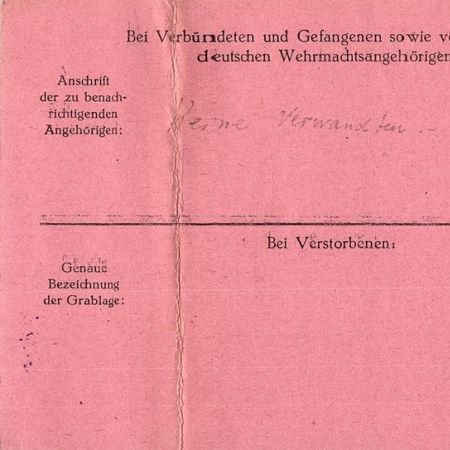 Bei Verbündeten und Gefangenen sowie
deutschen Wehrmachtsangehörigen
Anschrift
der zu benach-
richtigenden
Angehörigen:
Keine Verwandten.-
Bei Verstorbenen:
Genaue
Bezeichnung
der Grablage: